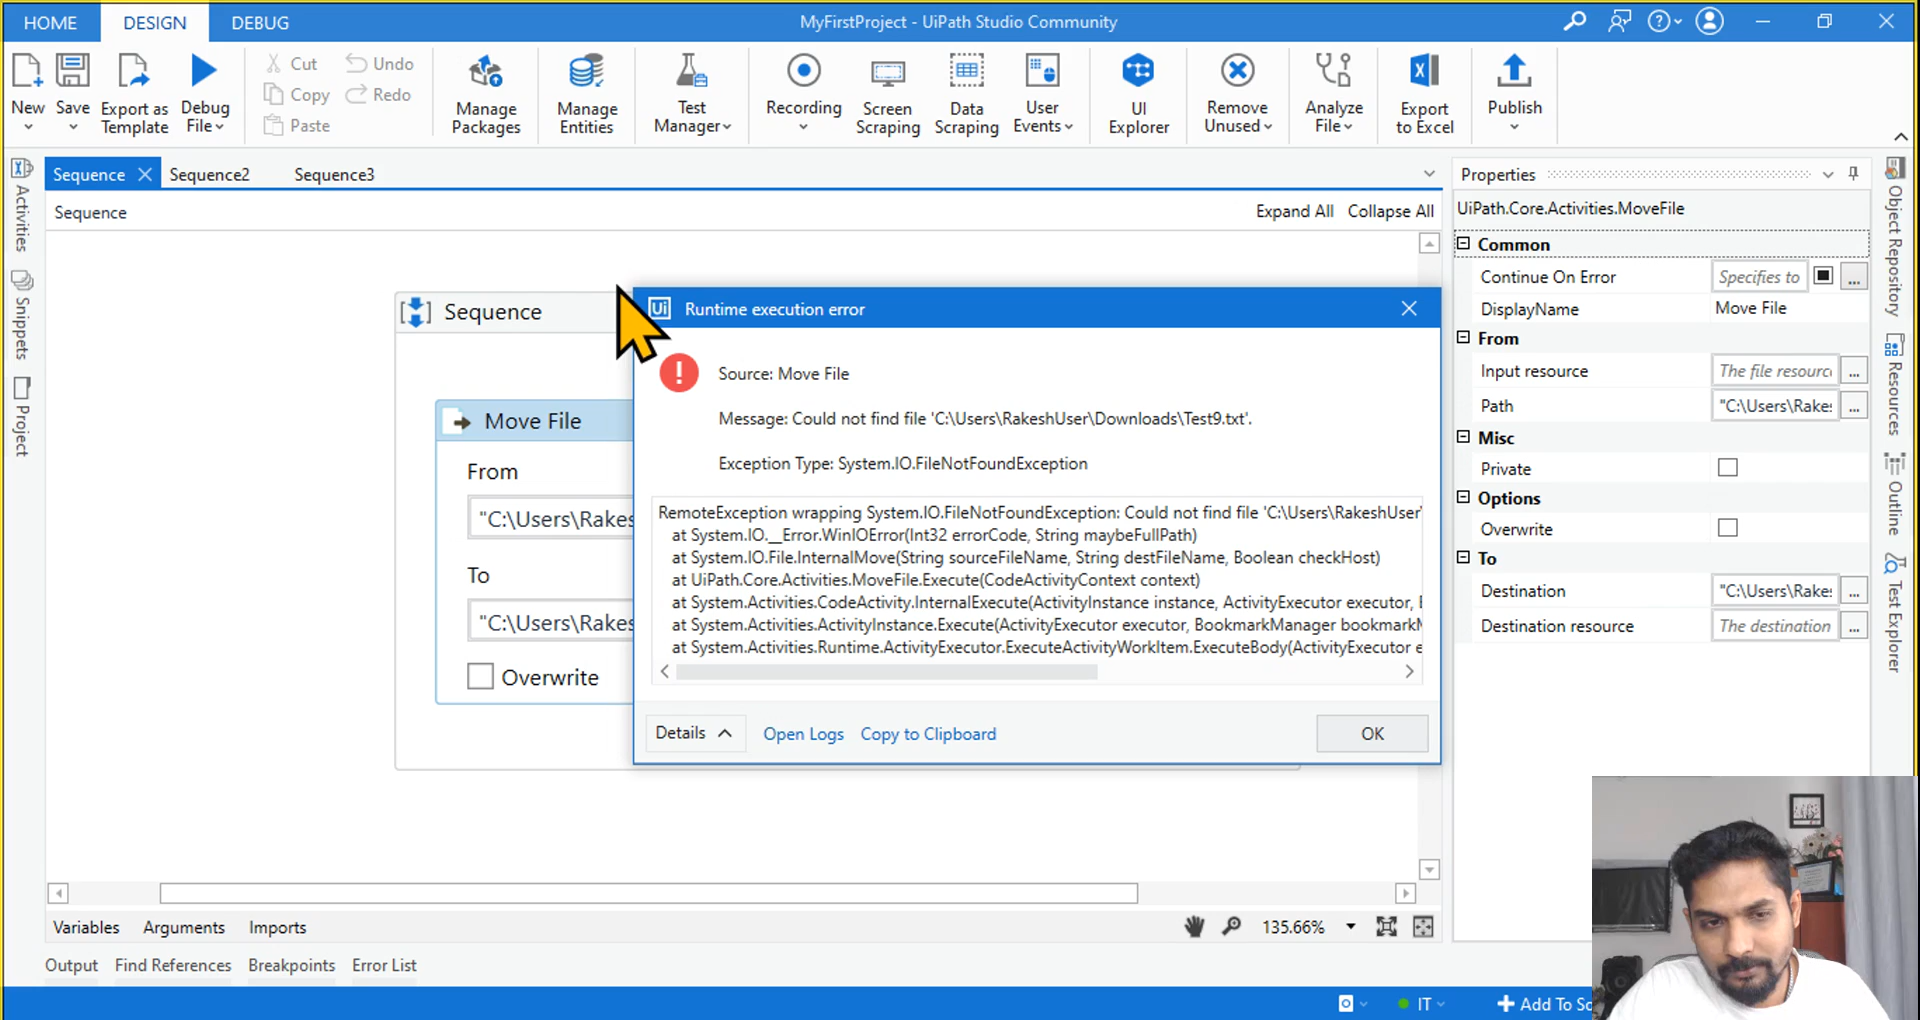 HOME
DESIGN
DEBUG
MyFirstProject - UiPath Studio Community
New
Save
Export as
Template
Debug
File
Cut
Copy
Paste
Undo
Redo
Manage
Packages
Manage
Entities
Test
Manager
Recording
Screen
Scraping
Data
Scraping
User
Events
UI
Explorer
Remove
Unused
Analyze
File
Export
to Excel
Publish
Activities
Snippets
Project
Sequence
Sequence2
Sequence3
Sequence
Expand All
Collapse All
Sequence
Move File
From
"C:\Users\Rakes
To
"C:\Users\Rakes
Overwrite
Ui
Runtime execution error
Source: Move File
Message: Could not find file 'C:\Users\RakeshUser\Downloads\Test9.txt'.
Exception Type: System.IO.FileNotFoundException
RemoteException wrapping System.IO.FileNotFoundException: Could not find file 'C:\Users\RakeshUser\
at System.IO.__Error.WinIOError(Int32 errorCode, String maybeFullPath)
at System.IO.File.InternalMove(String sourceFileName, String destFileName, Boolean checkHost)
at UiPath.Core.Activities.MoveFile.Execute(CodeActivityContext context)
at System.Activities.CodeActivity.InternalExecute(ActivityInstance instance, ActivityExecutor executor,
at System.Activities.ActivityInstance.Execute(ActivityExecutor executor, BookmarkManager bookmarkM
at System.Activities.Runtime.ActivityExecutor.ExecuteActivityWorkItem.ExecuteBody(ActivityExecutor e
Details
Open Logs
Copy to Clipboard
OK
Properties
UiPath.Core.Activities.MoveFile
Common
Continue On Error
Specifies to
...
DisplayName
Move File
From
Input resource
The file resourc
...
Path
"C:\Users\Rakes
...
Misc
Private
Options
Overwrite
To
Destination
"C:\Users\Rakes
...
Destination resource
The destination
...
Object Repository
Resources
Outline
Test Explorer
Variables
Arguments
Imports
135.66%
Output
Find References
Breakpoints
Error List
IT
Add To So